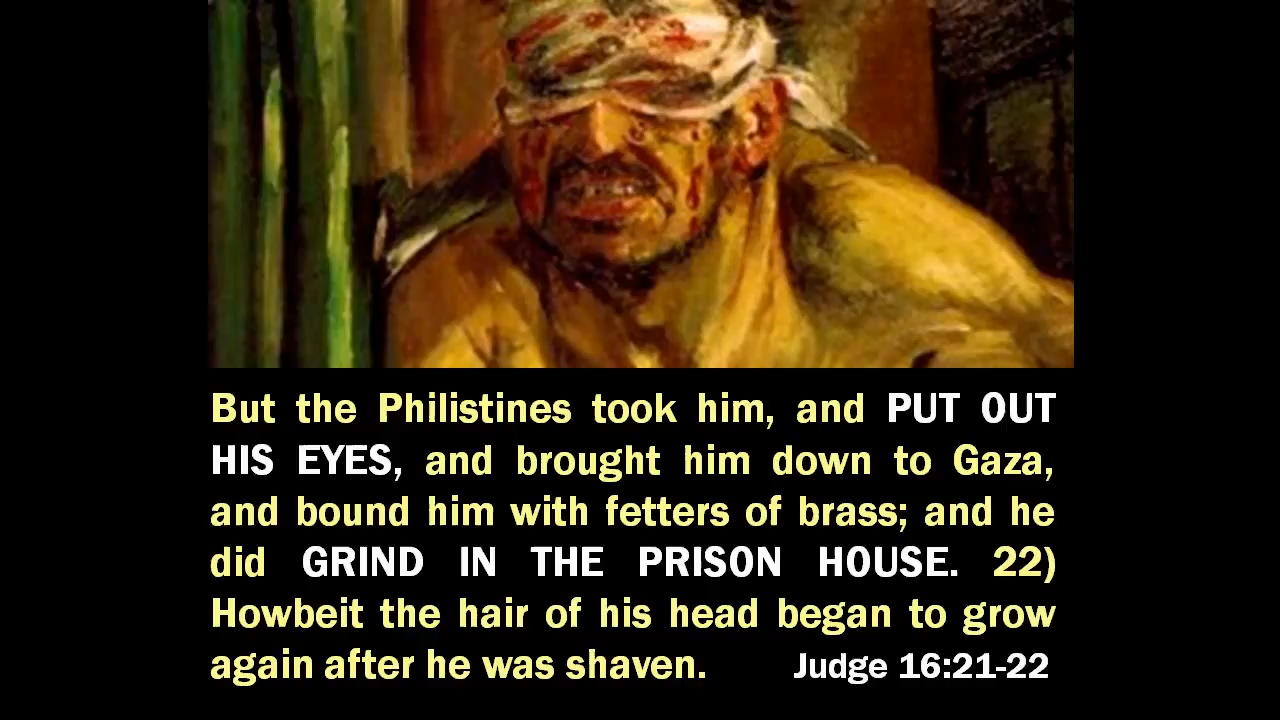 But the Philistines took him, and PUT OUT
HIS EYES, and brought him down to Gaza,
and bound him with fetters of brass; and he
did GRIND IN THE PRISON HOUSE. 22)
Howbeit the hair of his head began to grow
again after he was shaven. Judge 16:21-22